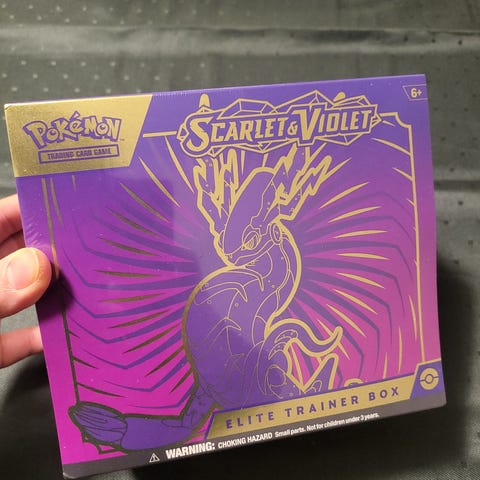 POKéMON
TRADING CARD GAME
SCARLET & VIOLET
6+
ELITE TRAINER BOX
WARNING: CHOKING HAZARD Small parts. Not for children under 3 years.